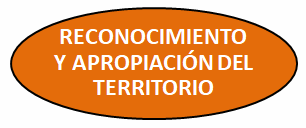 RECONOCIMIENTO
Y APROPIACIÓN DEL
TERRITORIO